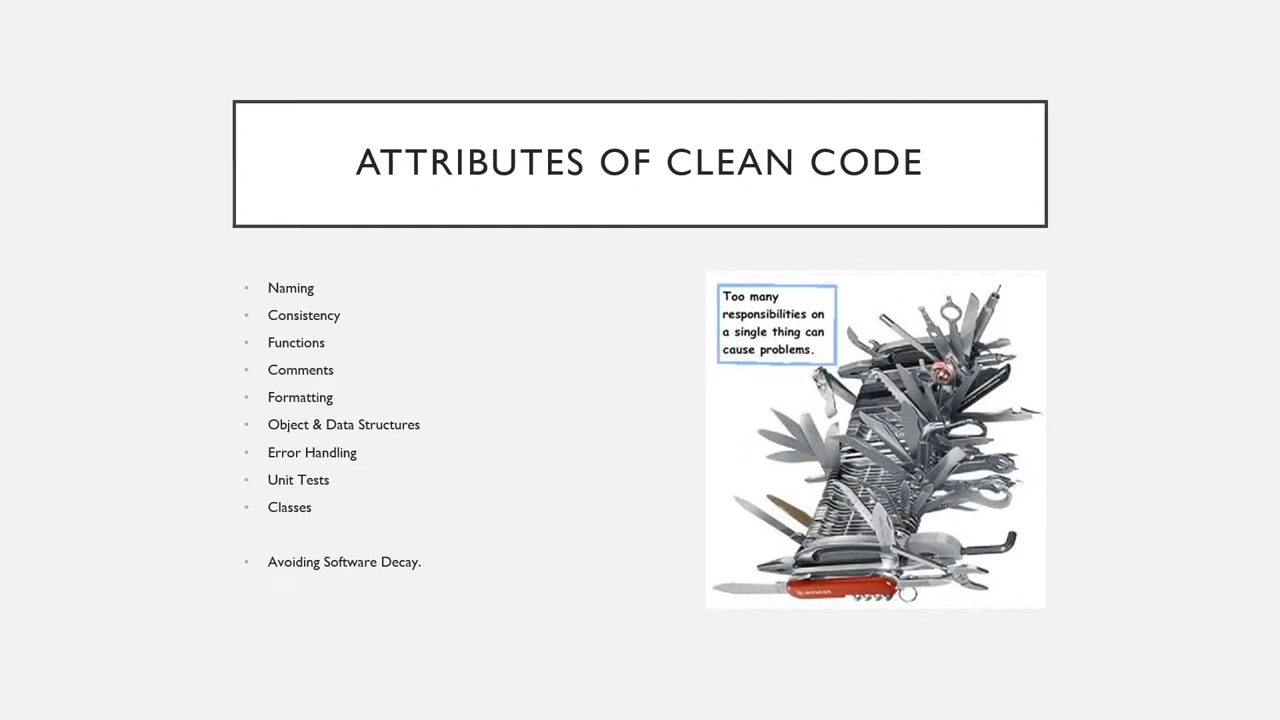 ATTRIBUTES OF CLEAN CODE
Naming
Consistency
Functions
Comments
Formatting
Object & Data Structures
Error Handling
Unit Tests
Classes
Avoiding Software Decay.
Too many
responsibilities on
a single thing can
cause problems.
WENGER